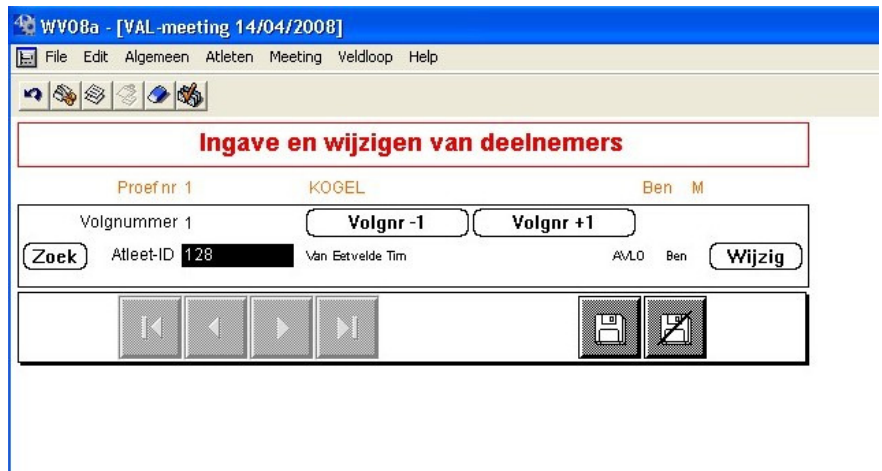 WV08a - [VAL-meeting 14/04/2008]
File Edit Algemeen Atleten Meeting Veldloop Help
Ingave en wijzigen van deelnemers
Proef nr 1 KOGEL Ben M
Volgnummer 1 Volgnr -1 Volgnr +1
Zoek Atleet-ID 128 Van Eetvelde Tim AVLO Ben Wijzig